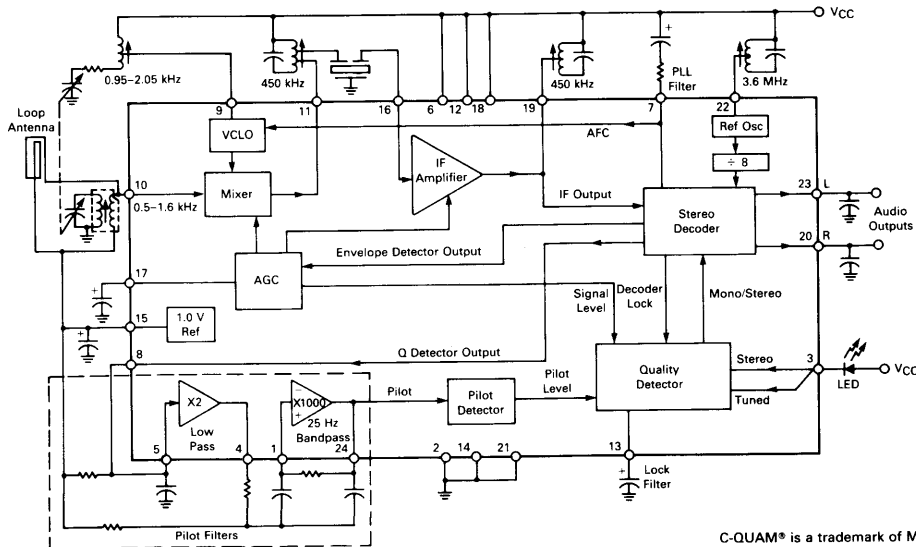 VCC
0.95–2.05 kHz
450 kHz
450 kHz
PLL
Filter
3.6 MHz
9
11
16
6
12
18
19
7
22
Loop
Antenna
VCLO
AFC
Ref Osc
÷ 8
IF
Amplifier
10
0.5–1.6 kHz
Mixer
IF Output
Stereo
Decoder
23
L
Audio
Outputs
R
20
Envelope Detector Output
17
AGC
Signal
Level
Decoder
Lock
Mono/Stereo
15
1.0 V
Ref
8
Q Detector Output
Quality
Detector
Stereo
Tuned
3
LED
VCC
X2
Low
Pass
X1000
25 Hz
Bandpass
Pilot
Pilot
Detector
Pilot
Level
5
4
1
24
2
14
21
13
Lock
Filter
Pilot Filters
C-QUAM® is a trademark of M